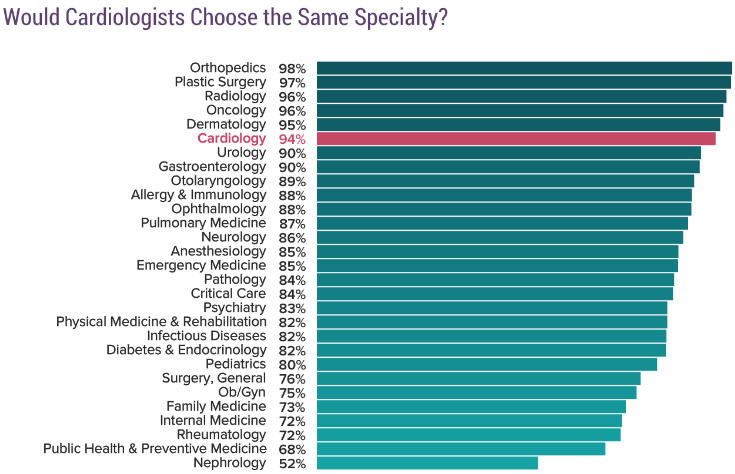 Would Cardiologists Choose the Same Specialty?
Orthopedics 98%
Plastic Surgery 97%
Radiology 96%
Oncology 96%
Dermatology 95%
Cardiology 94%
Urology 90%
Gastroenterology 90%
Otolaryngology 89%
Allergy & Immunology 88%
Ophthalmology 88%
Pulmonary Medicine 87%
Neurology 86%
Anesthesiology 85%
Emergency Medicine 85%
Pathology 84%
Critical Care 84%
Psychiatry 83%
Physical Medicine & Rehabilitation 82%
Infectious Diseases 82%
Diabetes & Endocrinology 82%
Pediatrics 80%
Surgery, General 76%
Ob/Gyn 75%
Family Medicine 73%
Internal Medicine 72%
Rheumatology 72%
Public Health & Preventive Medicine 68%
Nephrology 52%